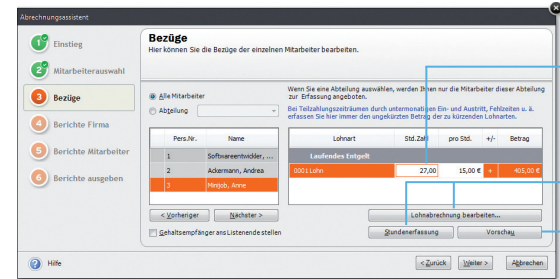 Abrechnungsassistent
1 Einstieg
2 Mitarbeiterauswahl
3 Bezüge
4 Berichte Firma
5 Berichte Mitarbeiter
6 Berichte ausgeben
Bezüge
Hier können Sie die Bezüge der einzelnen Mitarbeiter bearbeiten.
Alle Mitarbeiter
Abteilung
Wenn Sie eine Abteilung auswählen, werden Ihnen nur die Mitarbeiter dieser Abteilung
zur Erfassung angeboten.
Bei Teilzahlungszeiträumen durch untermonatigen Ein- und Austritt, Fehlzeiten u. ä.
erfassen Sie hier immer den ungekürzten Betrag der zu kürzenden Lohnarten.
Pers.Nr. Name
1 Softwareentwickler, ...
2 Ackermann, Andrea
3 Minijob, Anne
Lohnart Std.Zahl pro Std. +/- Betrag
Laufendes Entgelt
0001 Lohn 27,00 15,00 € + 405,00 €
< Vorheriger Nächster >
Gehaltsempfänger ans Listenende stellen
Lohnabrechnung bearbeiten...
Stundenerfassung Vorschau
Hilfe
< Zurück Weiter > Abbrechen